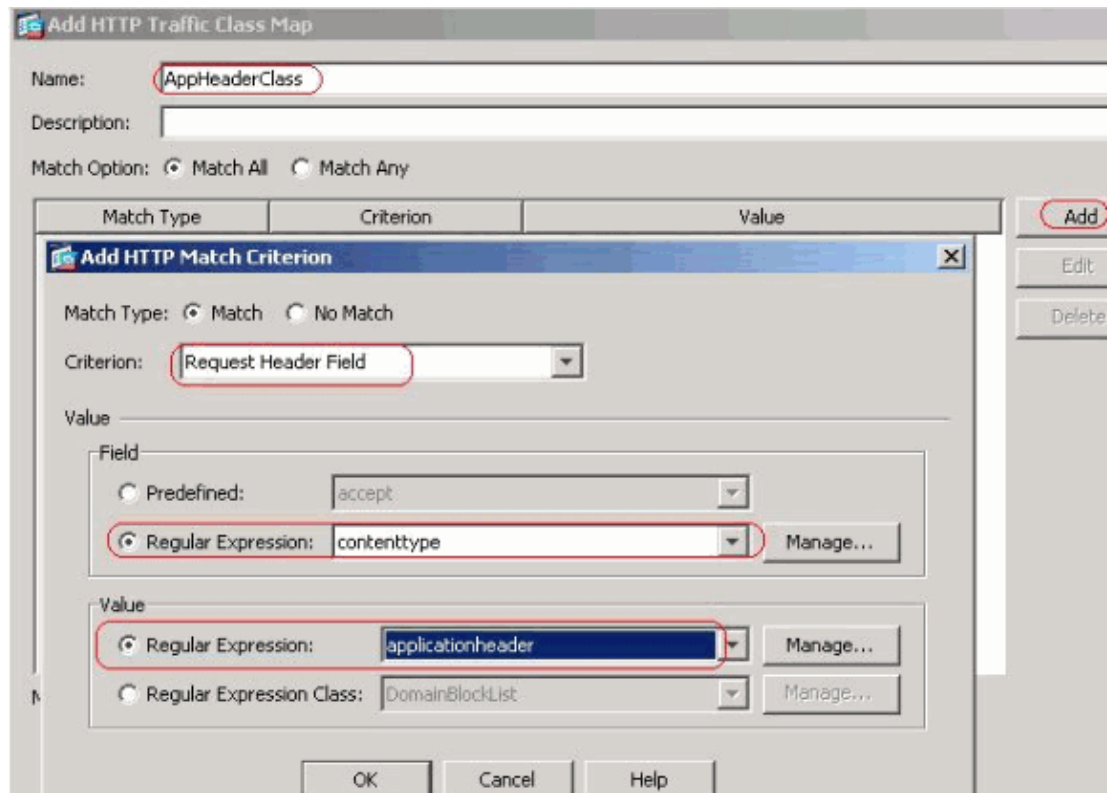 Add HTTP Traffic Class Map
Name: AppHeaderClass
Description:
Match Option: Match All Match Any
Match Type Criterion Value
Add
Edit
Delete
Add HTTP Match Criterion
Match Type: Match No Match
Criterion: Request Header Field
Value
Field
Predefined: accept
Regular Expression: contenttype Manage...
Value
Regular Expression: applicationheader Manage...
Regular Expression Class: DomainBlockList Manage...
OK Cancel Help